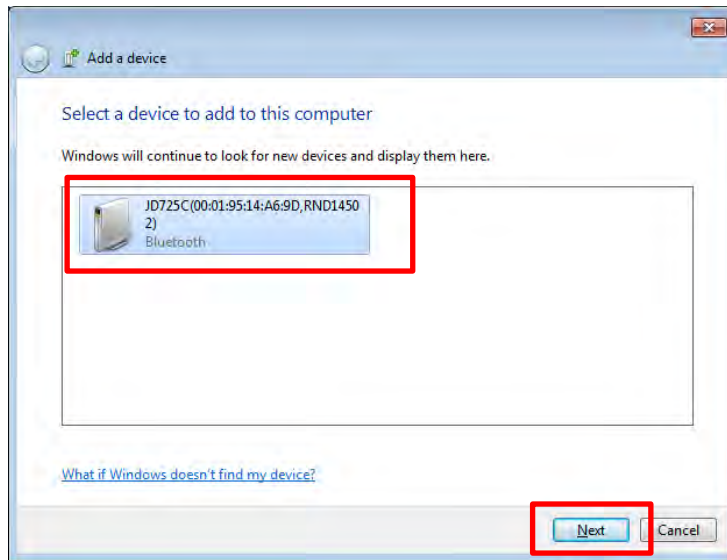 Add a device
Select a device to add to this computer
Windows will continue to look for new devices and display them here.
JD725C(00:01:95:14:A6:9D,RND1450
2)
Bluetooth
What if Windows doesn't find my device?
Next Cancel